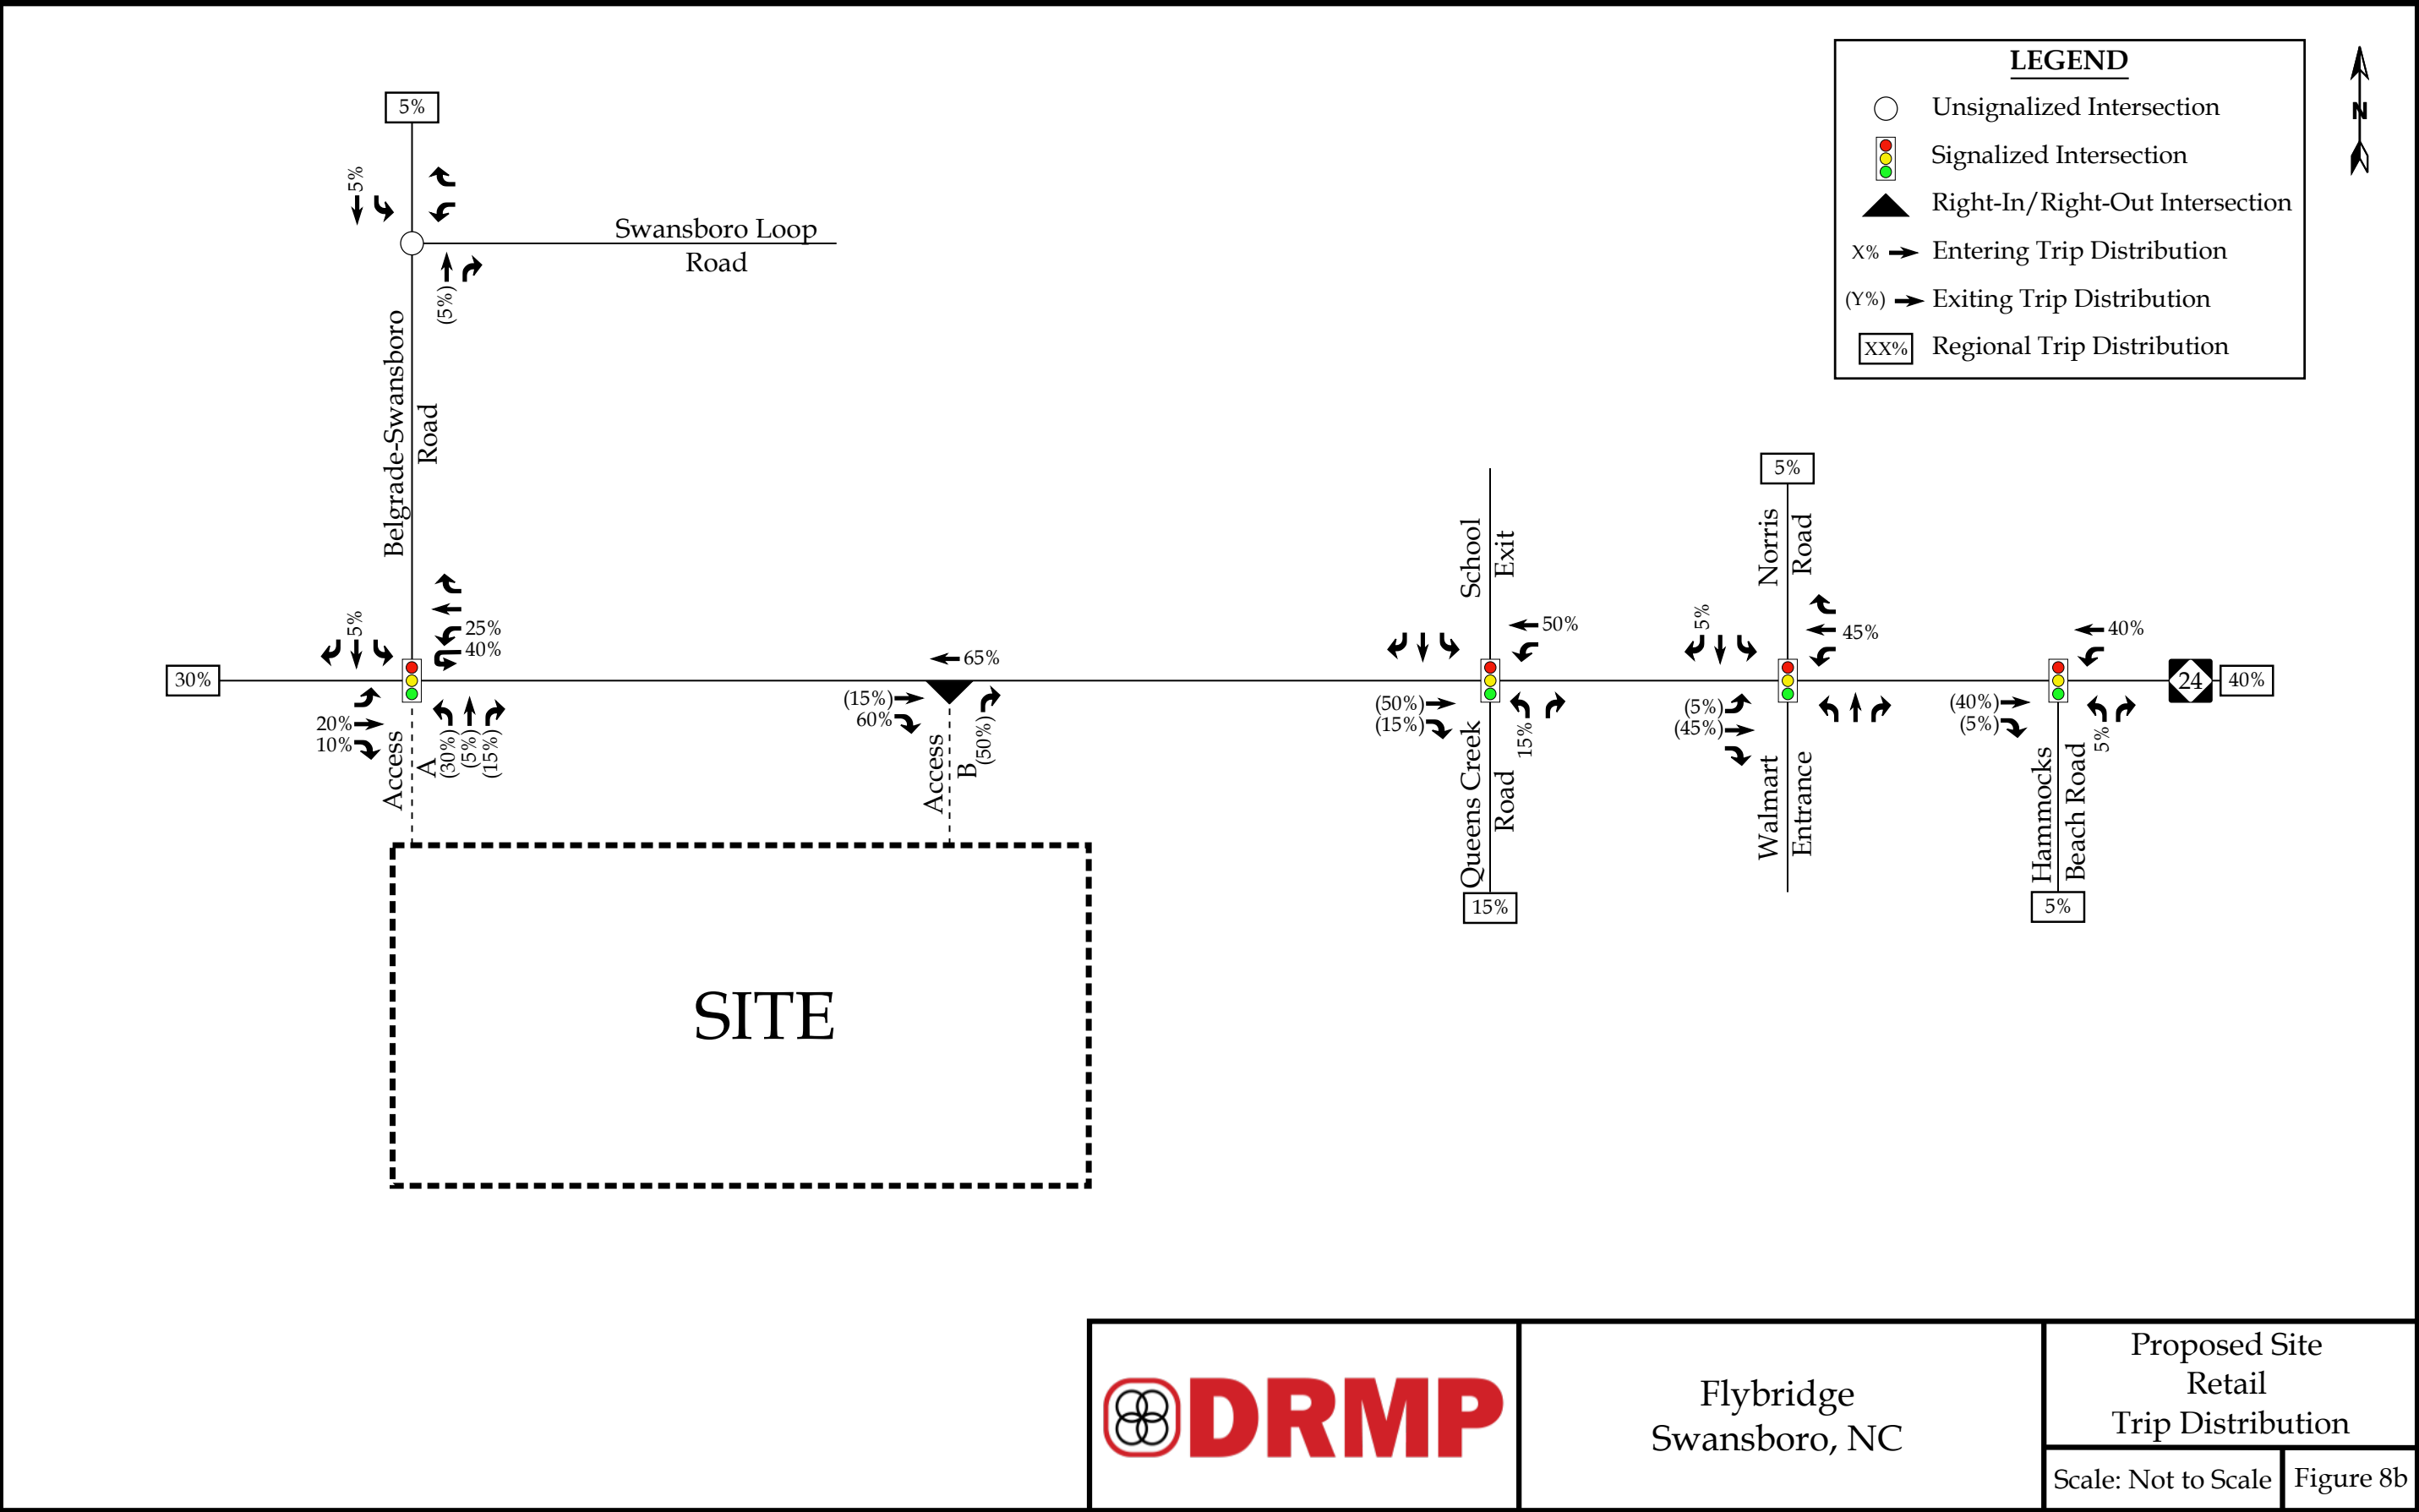 LEGEND
Unsignalized Intersection
Signalized Intersection
Right-In/Right-Out Intersection
X% Entering Trip Distribution
(Y%) Exiting Trip Distribution
XX% Regional Trip Distribution
N
5%
5%
Swansboro Loop
Road
(5%)
Belgrade-Swansboro
Road
5%
25%
40%
30%
20%
10%
Access
A
(30%)
(5%)
(15%)
65%
(15%)
60%
Access
B
(50%)
School
Exit
50%
(50%)
(15%)
15%
Queens Creek
Road
15%
5%
Norris
Road
5%
45%
(5%)
(45%)
Walmart
Entrance
40%
(40%)
(5%)
5%
Hammocks
Beach Road
5%
24
40%
SITE
DRMP
Flybridge
Swansboro, NC
Proposed Site
Retail
Trip Distribution
Scale: Not to Scale
Figure 8b